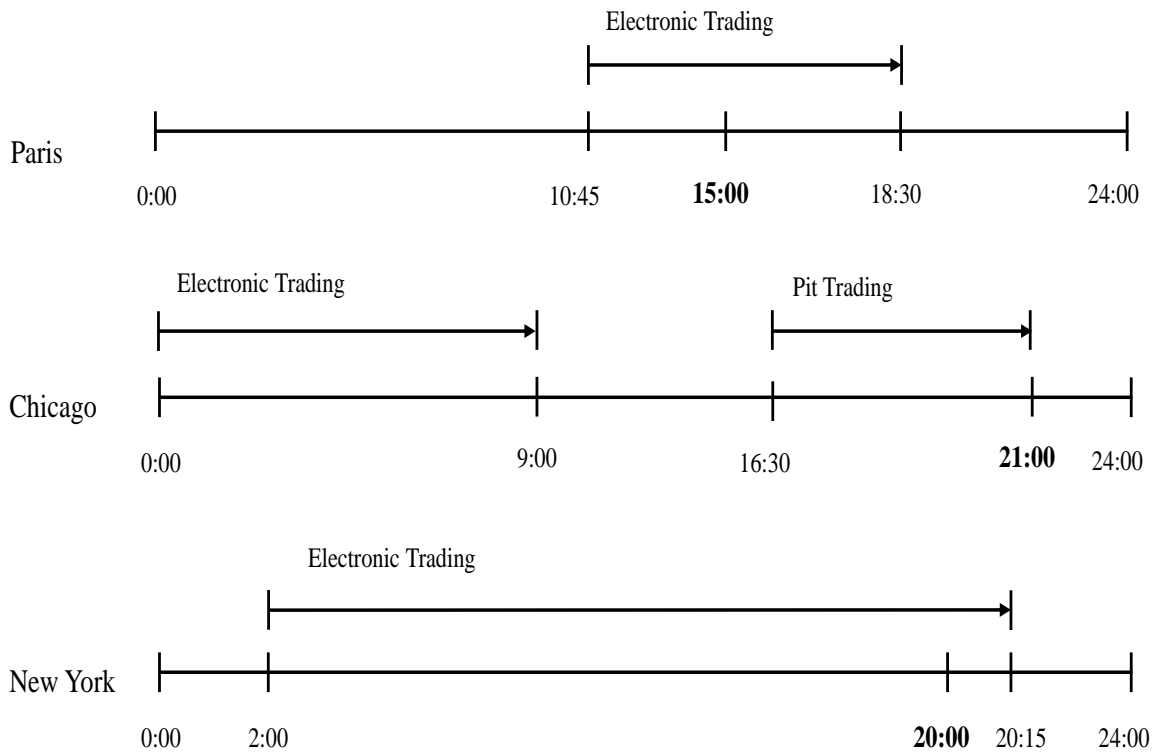 Electronic Trading
Paris
0:00 10:45 15:00 18:30 24:00
Electronic Trading Pit Trading
Chicago
0:00 9:00 16:30 21:00 24:00
Electronic Trading
New York
0:00 2:00 20:00 20:15 24:00